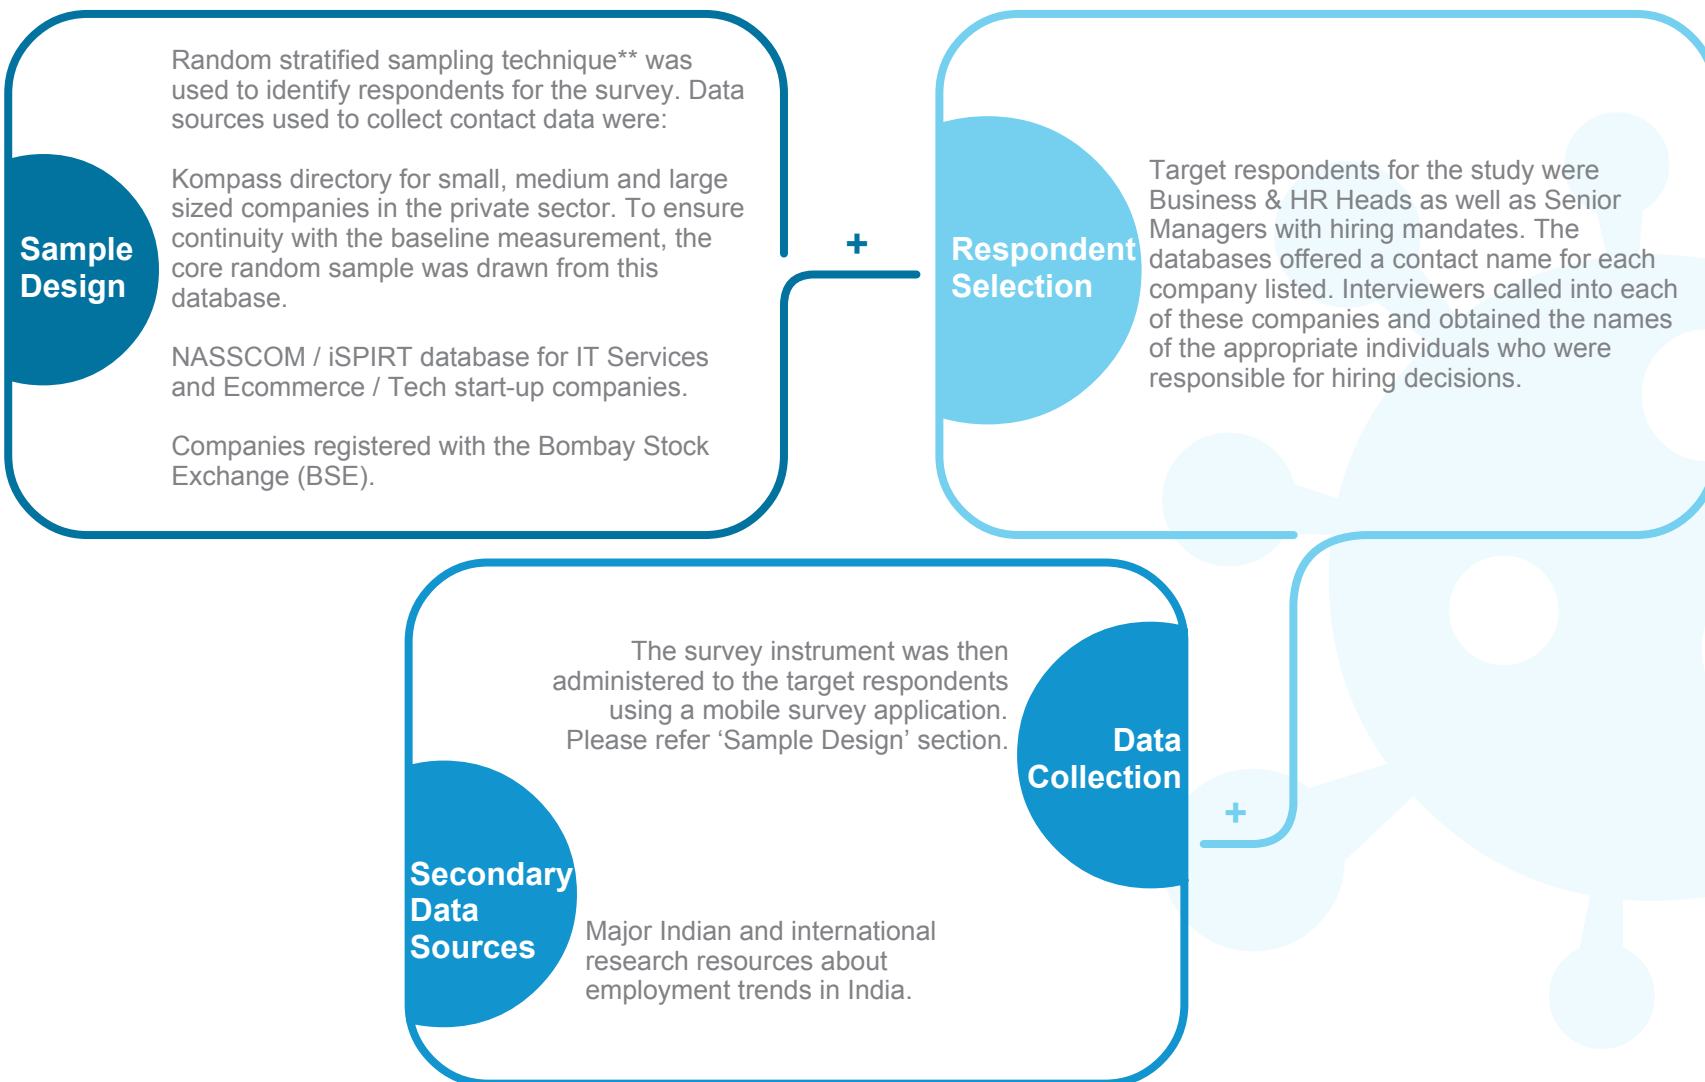 Sample
Design
Random stratified sampling technique** was
used to identify respondents for the survey. Data
sources used to collect contact data were:
Kompass directory for small, medium and large
sized companies in the private sector. To ensure
continuity with the baseline measurement, the
core random sample was drawn from this
database.
NASSCOM / iSPIRT database for IT Services
and Ecommerce / Tech start-up companies.
Companies registered with the Bombay Stock
Exchange (BSE).
+
Respondent
Selection
Target respondents for the study were
Business & HR Heads as well as Senior
Managers with hiring mandates. The
databases offered a contact name for each
company listed. Interviewers called into each
of these companies and obtained the names
of the appropriate individuals who were
responsible for hiring decisions.
+
The survey instrument was then
administered to the target respondents
using a mobile survey application.
Please refer ‘Sample Design’ section.
Data
Collection
Secondary
Data
Sources
Major Indian and international
research resources about
employment trends in India.